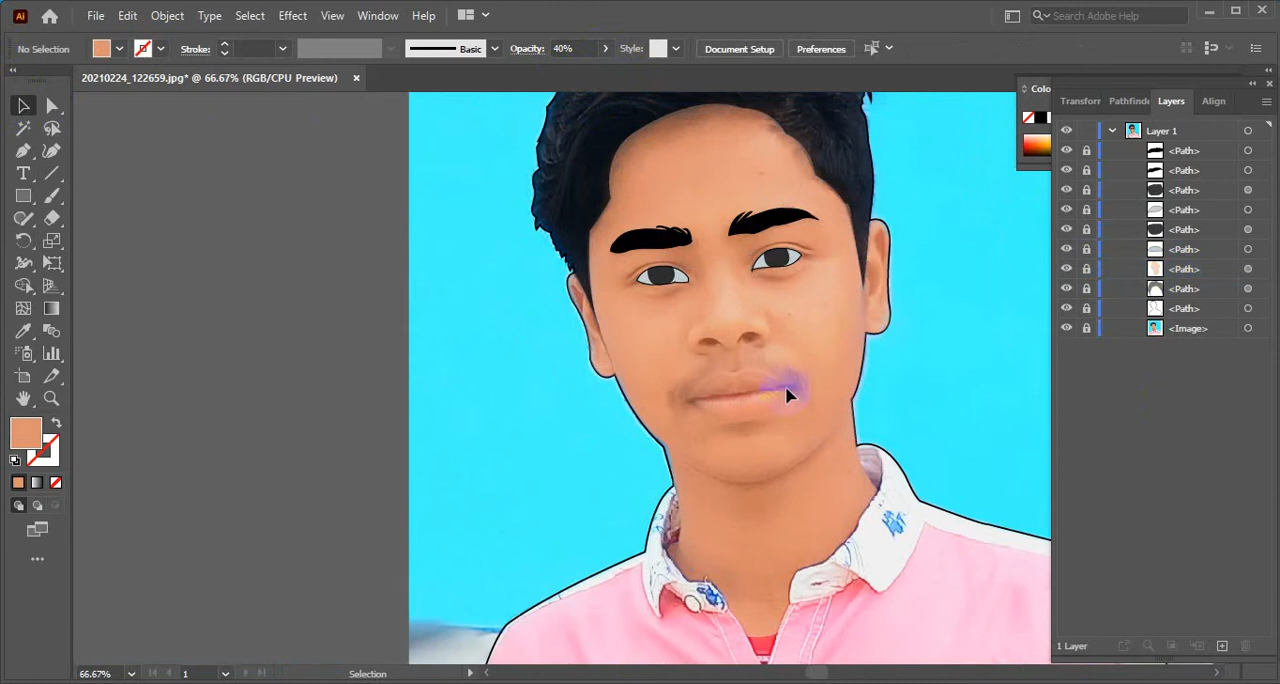 Ai File Edit Object Type Select Effect View Window Help Search Adobe Help
No Selection Stroke: Basic Opacity: 40% Style: Document Setup Preferences
20210224_122659.jpg* @ 66.67% (RGB/CPU Preview)
Colo
Transforn Pathfinde Layers Align
Layer 1
<Path>
<Path>
<Path>
<Path>
<Path>
<Path>
<Path>
<Path>
<Path>
<Image>
1 Layer
66.67% 1 Selection